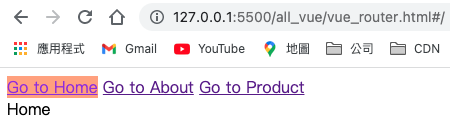 127.0.0.1:5500/all_vue/vue_router.html#/
應用程式 Gmail YouTube 地圖 公司 CDN
Go to Home Go to About Go to Product
Home